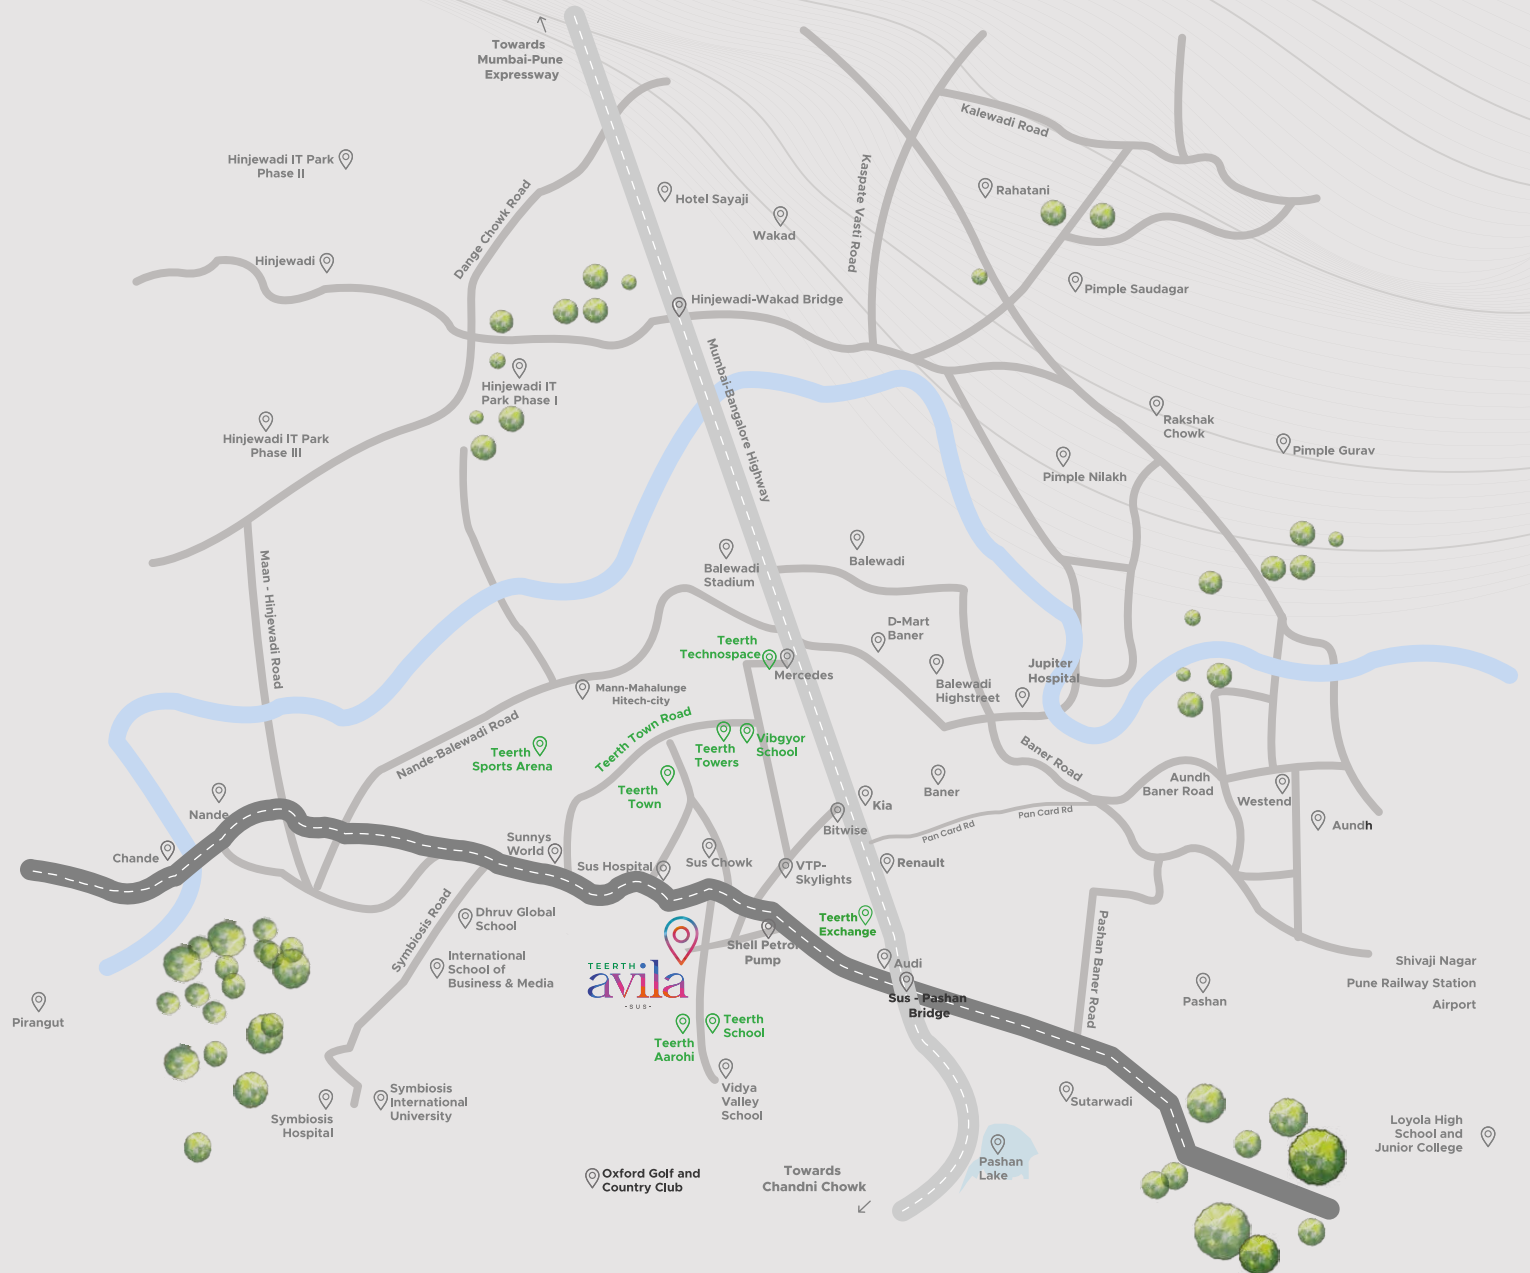 Towards
Mumbai-Pune
Expressway
Kalewadi Road
Hinjewadi IT Park
Phase II
Kaspate Vasti Road
Rahatani
Hotel Sayaji
Dange Chowk Road
Wakad
Hinjewadi
Pimple Saudagar
Hinjewadi-Wakad Bridge
Mumbai-Bangalore Highway
Hinjewadi IT
Park Phase I
Rakshak
Chowk
Hinjewadi IT Park
Phase III
Pimple Gurav
Pimple Nilakh
Maan - Hinjewadi Road
Balewadi
Stadium
Balewadi
D-Mart
Baner
Teerth
Technospace
Mercedes
Balewadi
Highstreet
Jupiter
Hospital
Mann-Mahalunge
Hitech-city
Nande-Balewadi Road
Teerth Town Road
Teerth
Sports Arena
Teerth
Towers
Vibgyor
School
Baner Road
Teerth
Town
Baner
Aundh
Baner Road
Westend
Nande
Kia
Pan Card Rd
Pan Card Rd
Bitwise
Aundh
Chande
Sunnys
World
Sus Hospital
Sus Chowk
VTP-
Skylights
Renault
Symbiosis Road
Dhruv Global
School
Teerth
Exchange
Pashan Baner Road
International
School of
Business & Media
Shell Petrol
Pump
Audi
TEERTH
avila
-SUS-
Sus - Pashan
Bridge
Shivaji Nagar
Pune Railway Station
Airport
Pashan
Pirangut
Teerth
Aarohi
Teerth
School
Vidya
Valley
School
Symbiosis
Hospital
Symbiosis
International
University
Sutarwadi
Loyola High
School and
Junior College
Pashan
Lake
Oxford Golf and
Country Club
Towards
Chandni Chowk